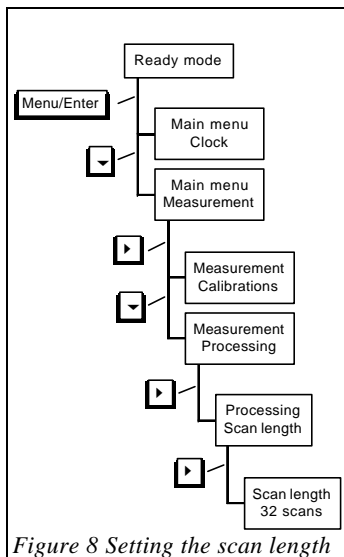 Ready mode
Menu/Enter
Main menu
Clock
Main menu
Measurement
Measurement
Calibrations
Measurement
Processing
Processing
Scan length
Scan length
32 scans
Figure 8 Setting the scan length